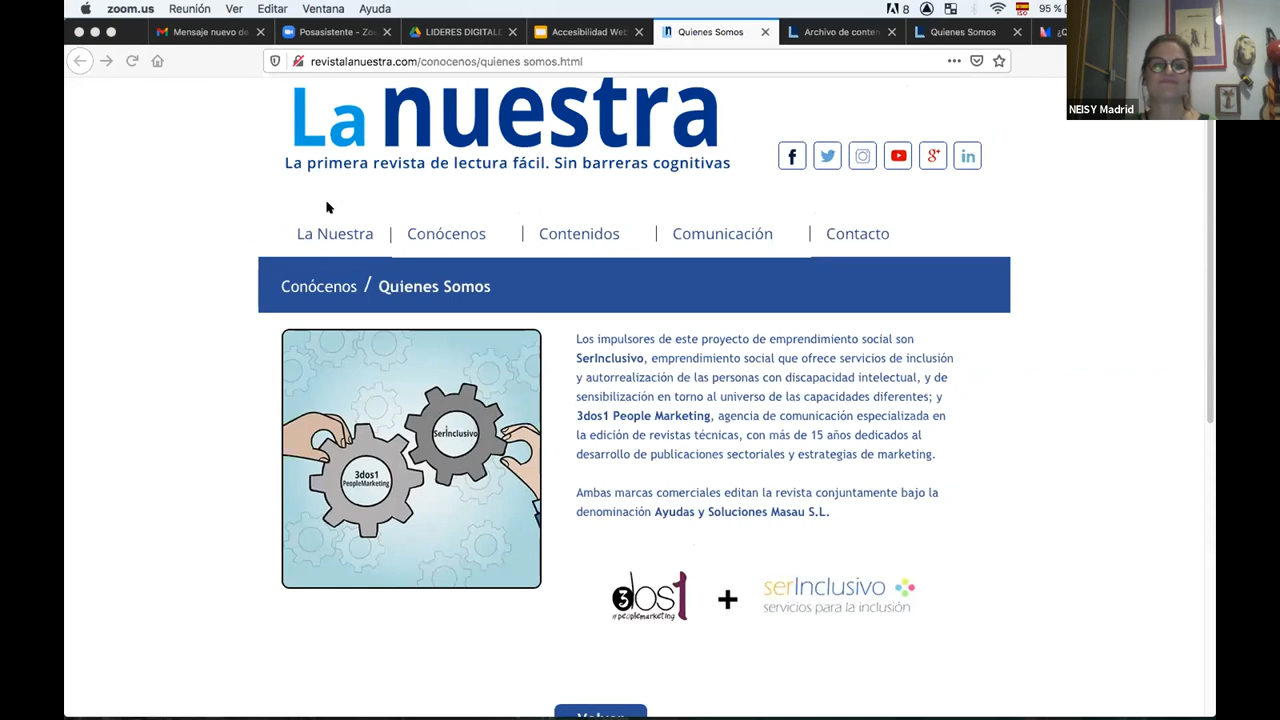 zoom.us Reunión Ver Editar Ventana Ayuda
8 ISO 95 %
Mensaje nuevo de
Posasistente - Zo
LIDERES DIGITAL
Accesibilidad Web
Quienes Somos
Archivo de conten
Quienes Somos
¿Q
revistalanuestra.com/conocenos/quienes somos.html
NEISY Madrid
La nuestra
La primera revista de lectura fácil. Sin barreras cognitivas
La Nuestra | Conócenos | Contenidos | Comunicación | Contacto
Conócenos / Quienes Somos
Los impulsores de este proyecto de emprendimiento social son
SerInclusivo, emprendimiento social que ofrece servicios de inclusión
y autorrealización de las personas con discapacidad intelectual, y de
sensibilización en torno al universo de las capacidades diferentes; y
3dos1 People Marketing, agencia de comunicación especializada en
la edición de revistas técnicas, con más de 15 años dedicados al
desarrollo de publicaciones sectoriales y estrategias de marketing.
Ambas marcas comerciales editan la revista conjuntamente bajo la
denominación Ayudas y Soluciones Masau S.L.
SerInclusivo
3dos1
PeopleMarketing
3dos1
#peoplemarketing
+
serInclusivo
servicios para la inclusión
Volver